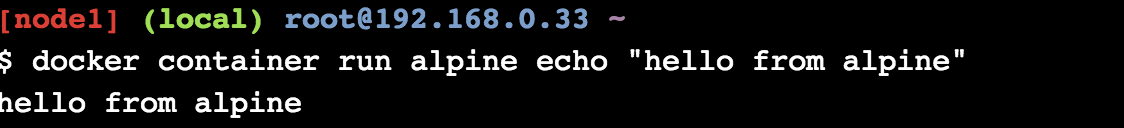 [node1] (local) root@192.168.0.33 ~
$ docker container run alpine echo "hello from alpine"
hello from alpine